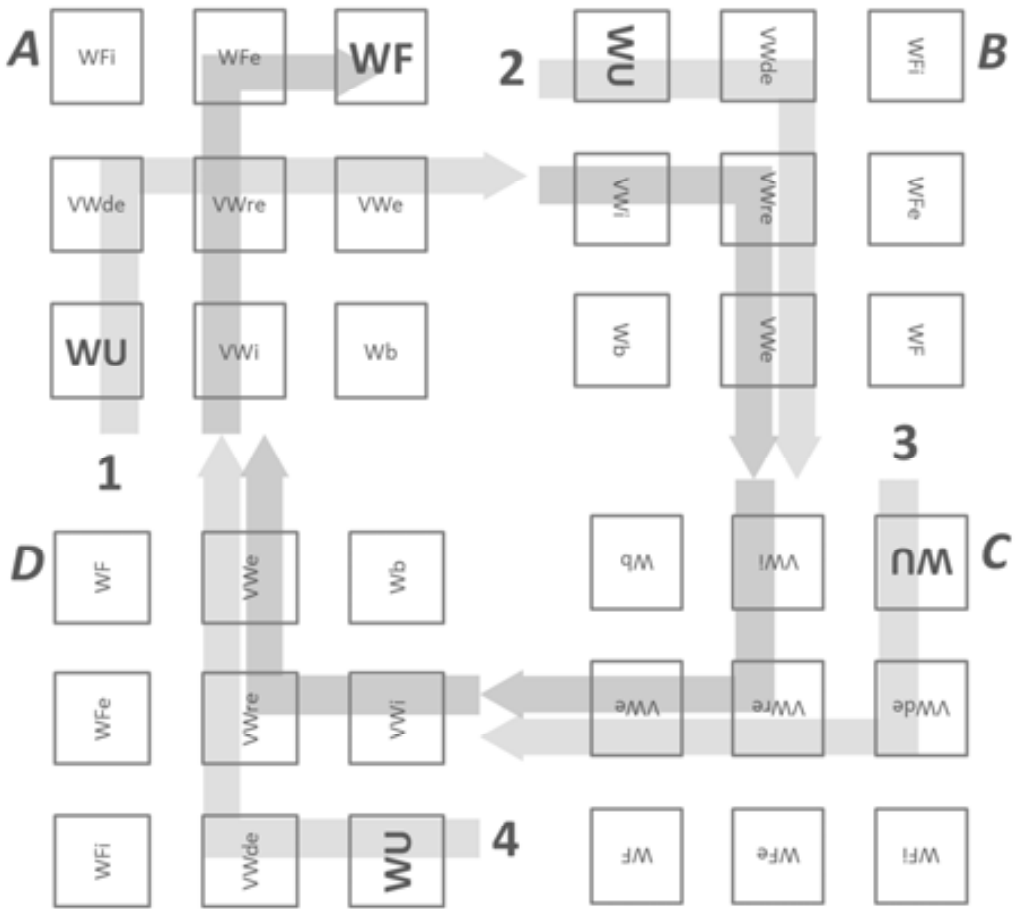 A WFi WFe WF
VWde VWre VWe
WU VWi Wb
1
2 WU VWde WFi B
VWi VWre WFe
Wb VWe WF
3
D WF VWe Wb
WFe VWre VWi
WFi VWde WU 4
Wb VWi WU C
VWe VWre VWde
WF WFe WFi